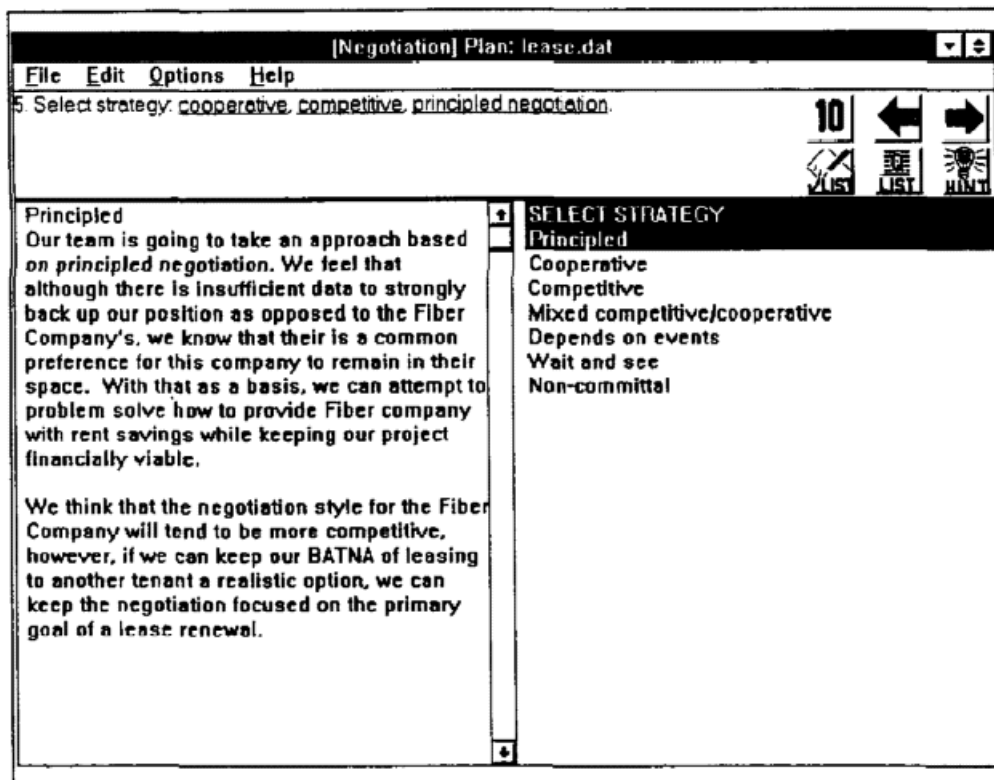 [Negotiation] Plan: lease.dat
File Edit Options Help
5. Select strategy: cooperative, competitive, principled negotiation.
10
√LIST LIST HINT
Principled
Our team is going to take an approach based
on principled negotiation. We feel that
although there is insufficient data to strongly
back up our position as opposed to the Fiber
Company's, we know that their is a common
preference for this company to remain in their
space. With that as a basis, we can attempt to
problem solve how to provide Fiber company
with rent savings while keeping our project
financially viable.
We think that the negotiation style for the Fiber
Company will tend to be more competitive,
however, if we can keep our BATNA of leasing
to another tenant a realistic option, we can
keep the negotiation focused on the primary
goal of a lease renewal.
SELECT STRATEGY
Principled
Cooperative
Competitive
Mixed competitive/cooperative
Depends on events
Wait and see
Non-committal